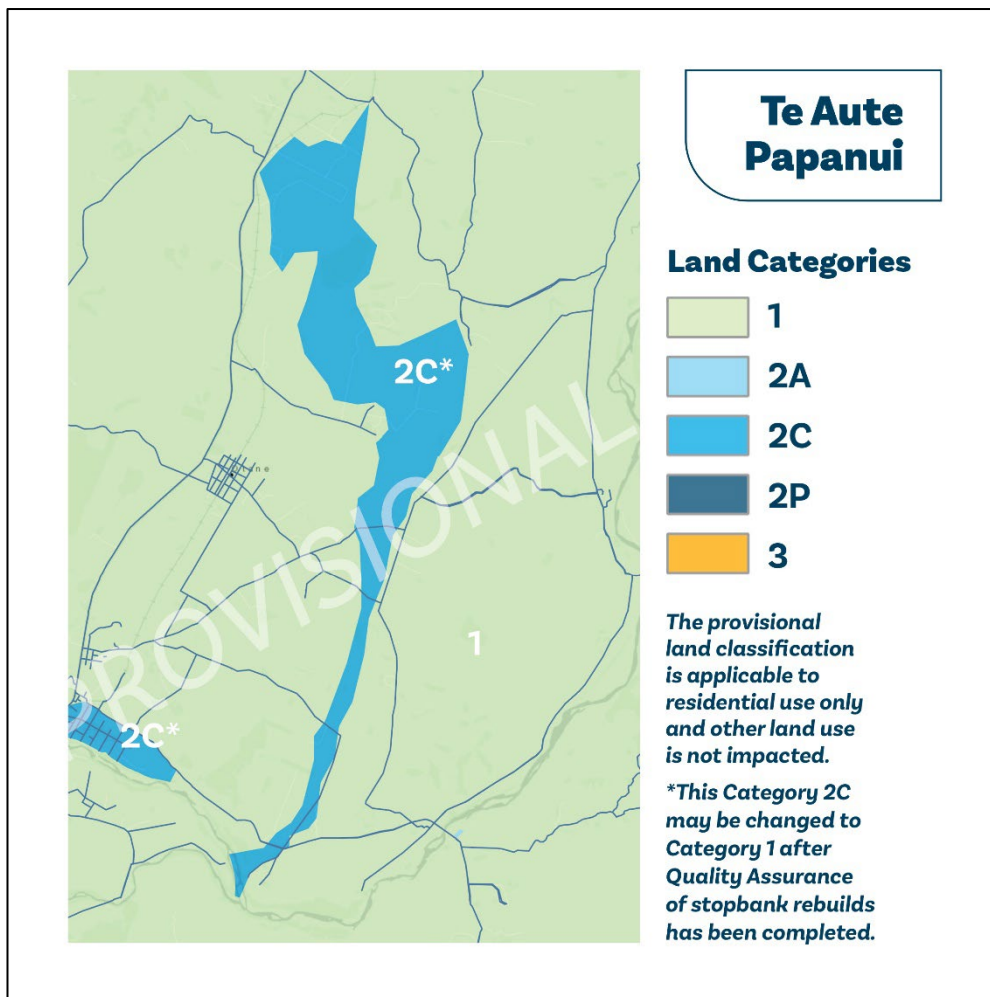 Te Aute
Papanui
Land Categories
1
2A
2C
2P
3
The provisional
land classification
is applicable to
residential use only
and other land use
is not impacted.
*This Category 2C
may be changed to
Category 1 after
Quality Assurance
of stopbank rebuilds
has been completed.
2C*
PROVISIONAL
1
2C*